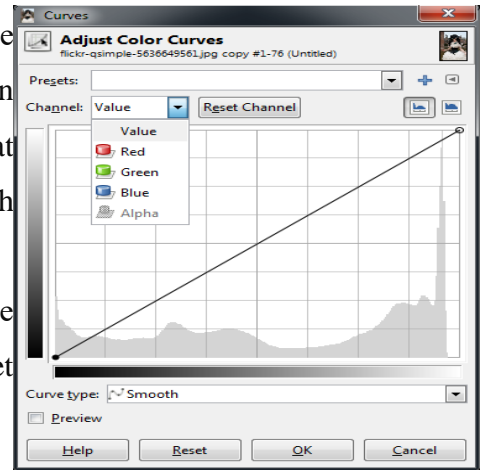 Curves
Adjust Color Curves
flickr-qsimple-5636649561.jpg copy #1-76 (Untitled)
Presets:
Channel: Value Reset Channel
Value
Red
Green
Blue
Alpha
Curve type: Smooth
Preview
Help Reset OK Cancel